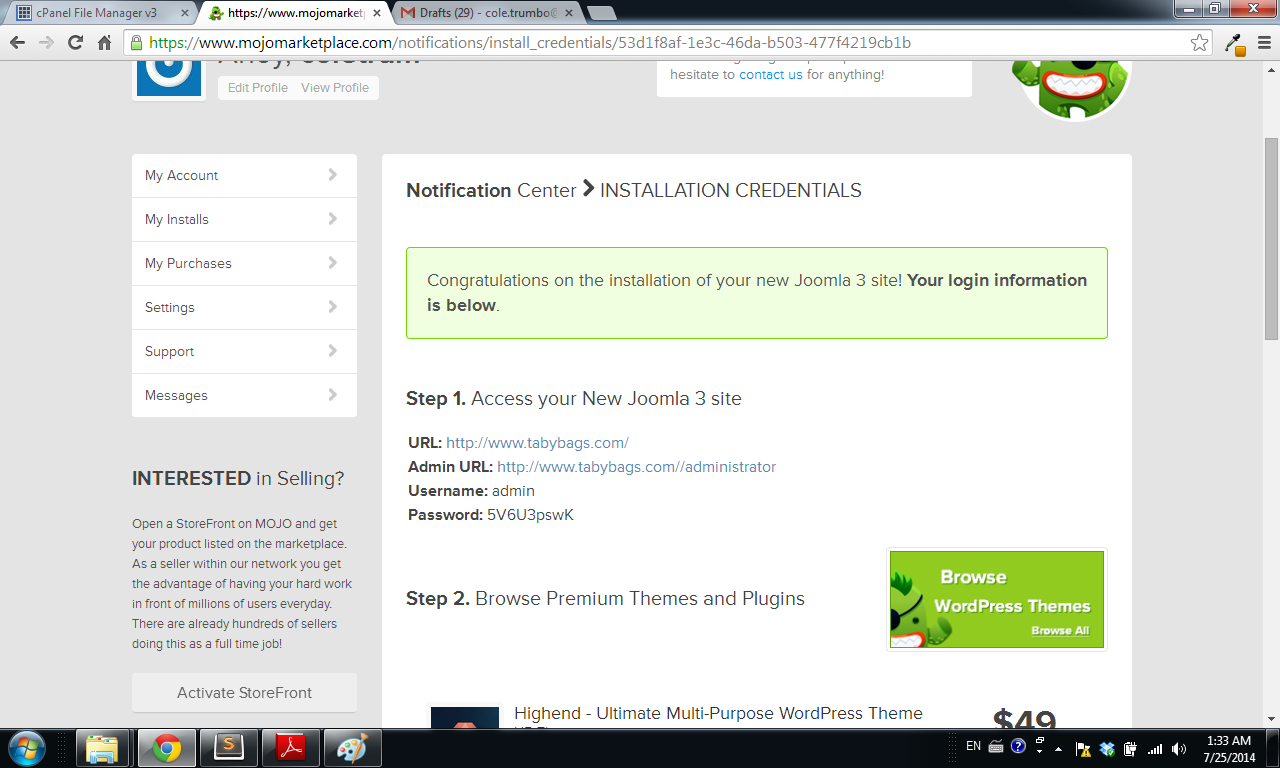 cPanel File Manager v3
https://www.mojomarketpl
Drafts (29) - cole.trumbo@
https://www.mojomarketplace.com/notifications/install_credentials/53d1f8af-1e3c-46da-b503-477f4219cb1b
Edit Profile View Profile
hesitate to contact us for anything!
My Account
My Installs
My Purchases
Settings
Support
Messages
INTERESTED in Selling?
Open a StoreFront on MOJO and get
your product listed on the marketplace.
As a seller within our network you get
the advantage of having your hard work
in front of millions of users everyday.
There are already hundreds of sellers
doing this as a full time job!
Activate StoreFront
Notification Center INSTALLATION CREDENTIALS
Congratulations on the installation of your new Joomla 3 site! Your login information
is below.
Step 1. Access your New Joomla 3 site
URL: http://www.tabybags.com/
Admin URL: http://www.tabybags.com//administrator
Username: admin
Password: 5V6U3pswK
Step 2. Browse Premium Themes and Plugins
Browse
WordPress Themes
Browse All
Highend - Ultimate Multi-Purpose WordPress Theme
$49
EN
1:33 AM
7/25/2014